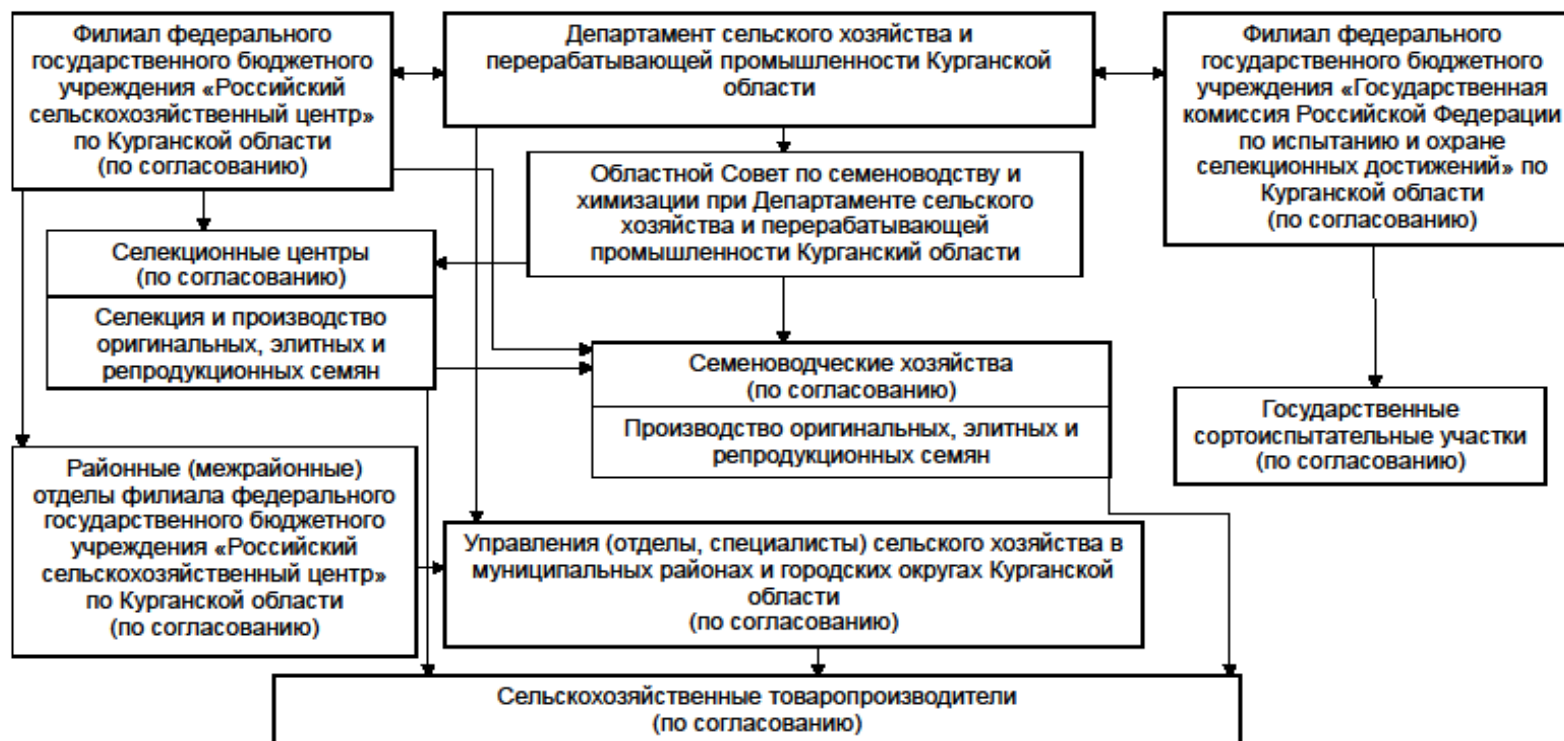 Филиал федерального
государственного бюджетного
учреждения «Российский
сельскохозяйственный центр»
по Курганской области
(по согласованию)
Департамент сельского хозяйства и
перерабатывающей промышленности Курганской
области
Филиал федерального
государственного бюджетного
учреждения «Государственная
комиссия Российской Федерации
по испытанию и охране
селекционных достижений» по
Курганской области
(по согласованию)
Областной Совет по семеноводству и
химизации при Департаменте сельского
хозяйства и перерабатывающей
промышленности Курганский области
Селекционные центры
(по согласованию)
Селекция и производство
оригинальных, элитных и
репродукционных семян
Семеноводческие хозяйства
(по согласованию)
Производство оригинальных, элитных и
репродукционных семян
Государственные
сортоиспытательные участки
(по согласованию)
Районные (межрайонные)
отделы филиала федерального
государственного бюджетного
учреждения «Российский
сельскохозяйственный центр»
по Курганской области
(по согласованию)
Управления (отделы, специалисты) сельского хозяйства в
муниципальных районах и городских округах Курганской
области
(по согласованию)
Сельскохозяйственные товаропроизводители
(по согласованию)